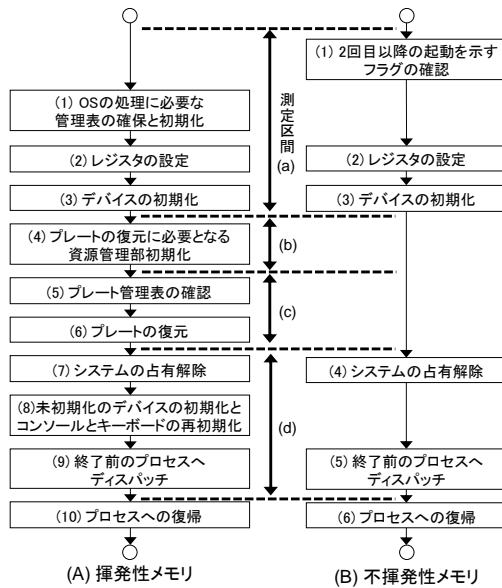 (1) OSの処理に必要な
管理表の確保と初期化
(2) レジスタの設定
(3) デバイスの初期化
(4) プレートの復元に必要となる
資源管理部初期化
(5) プレート管理表の確認
(6) プレートの復元
(7) システムの占有解除
(8)未初期化のデバイスの初期化と
コンソールとキーボードの再初期化
(9) 終了前のプロセスへ
ディスパッチ
(10) プロセスへの復帰
(A) 揮発性メモリ
測定区間
(a)
(b)
(c)
(d)
(1) 2回目以降の起動を示す
フラグの確認
(2) レジスタの設定
(3) デバイスの初期化
(4) システムの占有解除
(5) 終了前のプロセスへ
ディスパッチ
(6) プロセスへの復帰
(B) 不揮発性メモリ